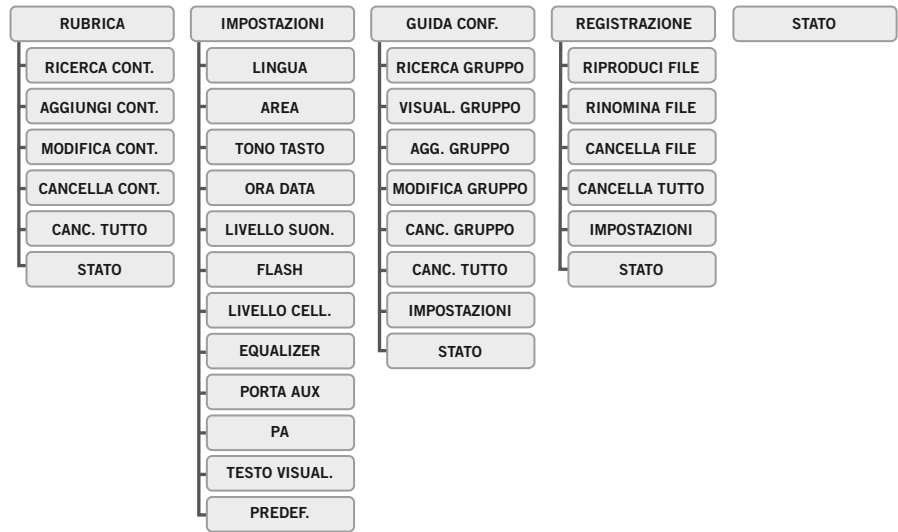 RUBRICA
RICERCA CONT.
AGGIUNGI CONT.
MODIFICA CONT.
CANCELLA CONT.
CANC. TUTTO
STATO
IMPOSTAZIONI
LINGUA
AREA
TONO TASTO
ORA DATA
LIVELLO SUON.
FLASH
LIVELLO CELL.
EQUALIZER
PORTA AUX
PA
TESTO VISUAL.
PREDEF.
GUIDA CONF.
RICERCA GRUPPO
VISUAL. GRUPPO
AGG. GRUPPO
MODIFICA GRUPPO
CANC. GRUPPO
CANC. TUTTO
IMPOSTAZIONI
STATO
REGISTRAZIONE
RIPRODUCI FILE
RINOMINA FILE
CANCELLA FILE
CANCELLA TUTTO
IMPOSTAZIONI
STATO
STATO